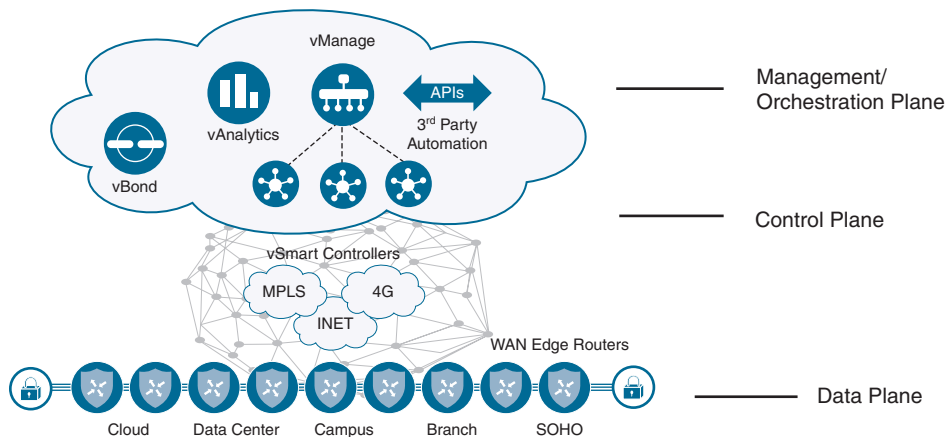 vManage
APIs
vAnalytics
3rd Party
Automation
vBond
Management/
Orchestration Plane
Control Plane
vSmart Controllers
MPLS
4G
INET
WAN Edge Routers
Data Plane
Cloud
Data Center
Campus
Branch
SOHO